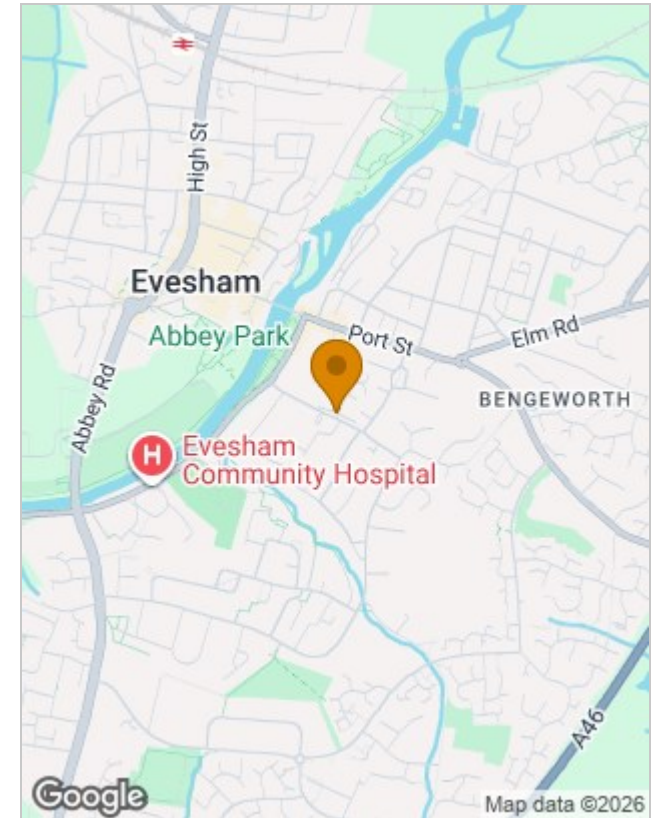 High St
Evesham
Abbey Park
Port St
Elm Rd
Abbey Rd
BENGEWORTH
H
Evesham
Community Hospital
A46
Google
Map data ©2026